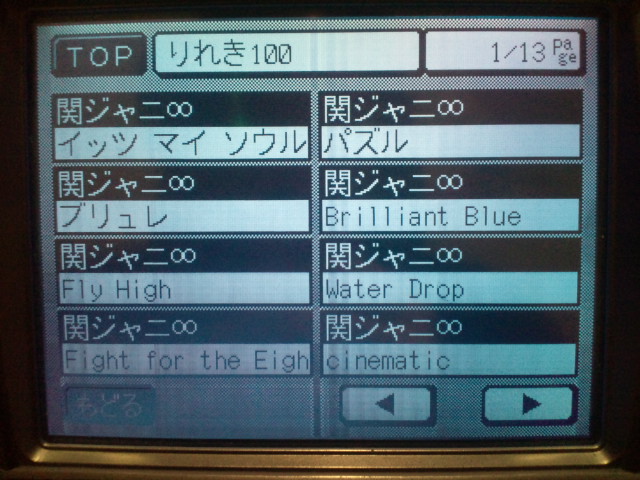 TOP りれき100 1/13 Page
関ジャニ∞ 関ジャニ∞
イッツ マイ ソウル パズル
関ジャニ∞ 関ジャニ∞
ブリュレ Brilliant Blue
関ジャニ∞ 関ジャニ∞
Fly High Water Drop
関ジャニ∞ 関ジャニ∞
Fight for the Eigh cinematic
もどる